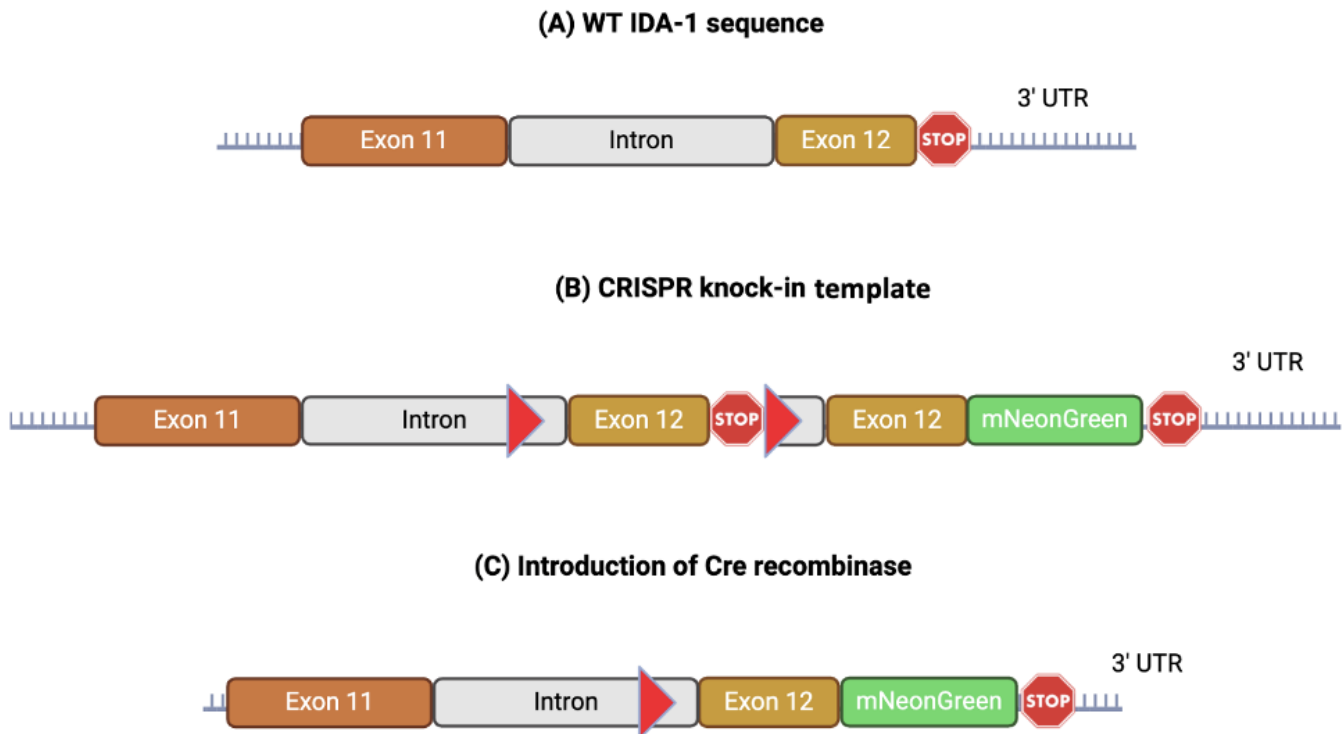 (A) WT IDA-1 sequence
3' UTR
Exon 11 Intron Exon 12 STOP
(B) CRISPR knock-in template
3' UTR
Exon 11 Intron Exon 12 STOP Exon 12 mNeonGreen STOP
(C) Introduction of Cre recombinase
3' UTR
Exon 11 Intron Exon 12 mNeonGreen STOP